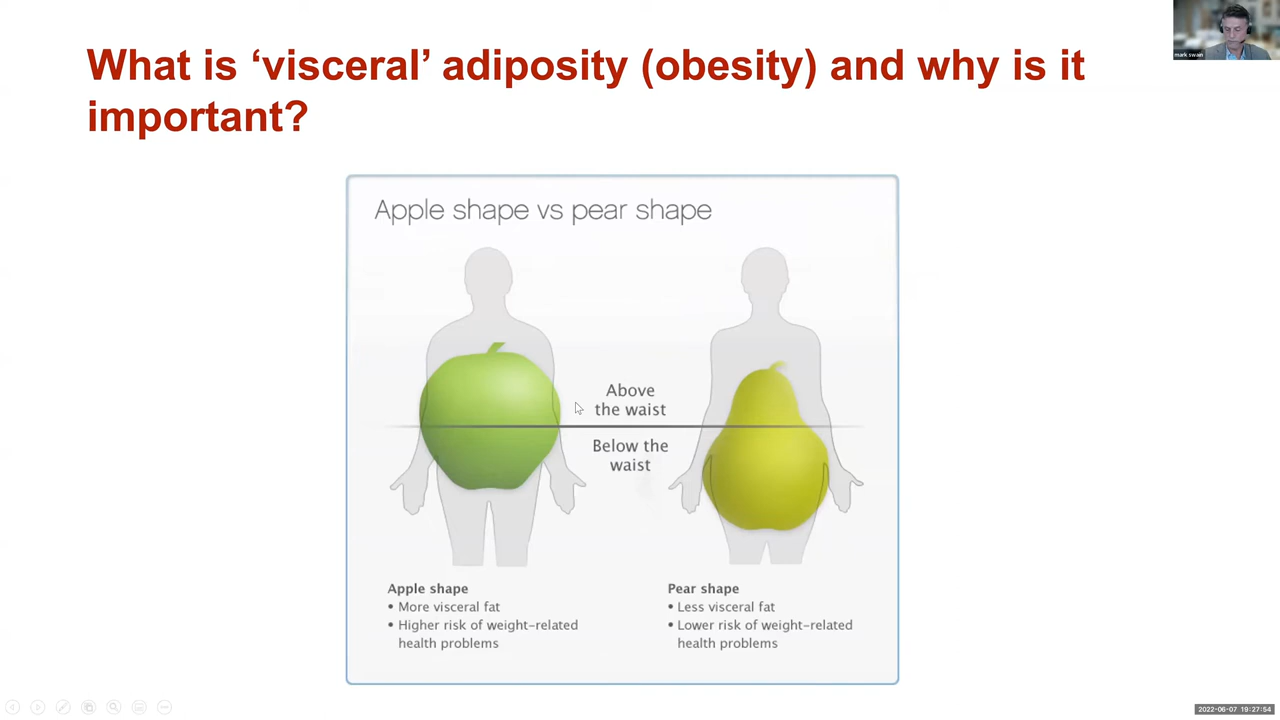 What is ‘visceral’ adiposity (obesity) and why is it
important?
mark swain
Apple shape vs pear shape
Above
the waist
Below the
waist
Apple shape
• More visceral fat
• Higher risk of weight-related
health problems
Pear shape
• Less visceral fat
• Lower risk of weight-related
health problems
2022-06-07 19:27:54